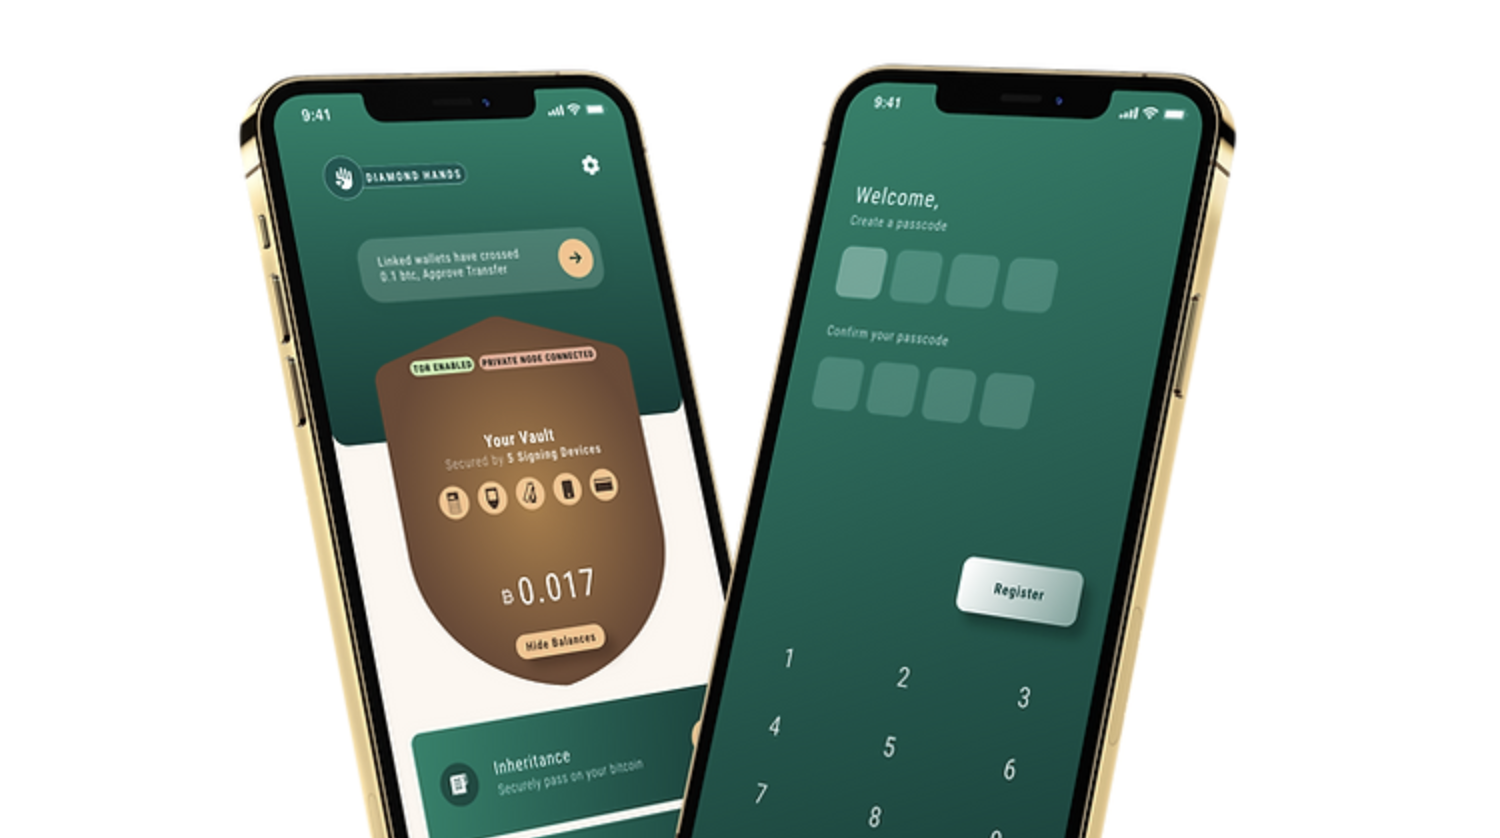 9:41
DIAMOND HANDS
Linked wallets have crossed
0.1 btc, Approve Transfer
TOR ENABLED
PRIVATE NODE CONNECTED
Your Vault
Secured by 5 Signing Devices
₿ 0.017
Hide Balances
Inheritance
Securely pass on your bitcoin
9:41
Welcome,
Create a passcode
Confirm your passcode
Register
1 2 3
4 5 6
7 8